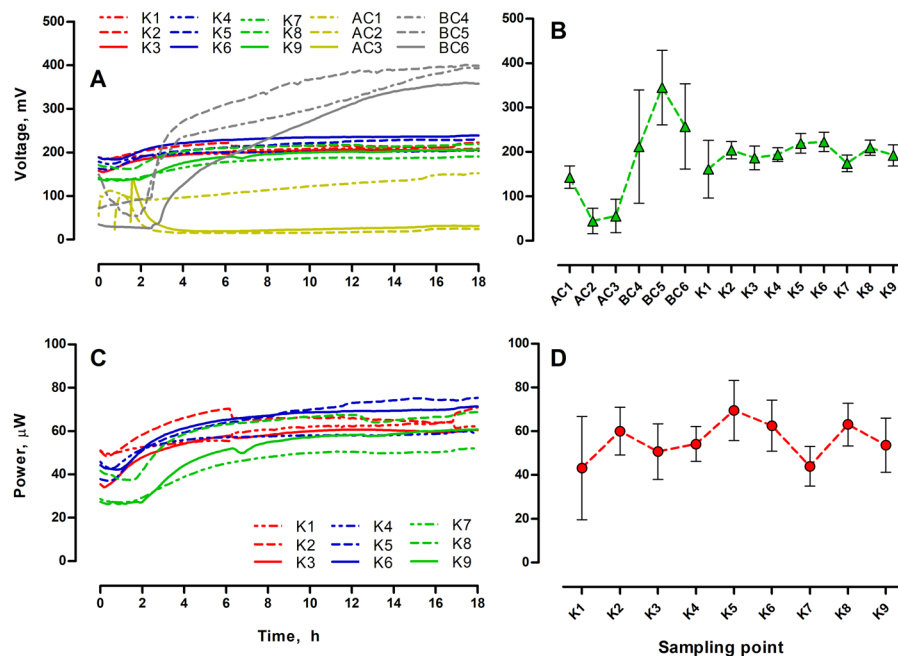 K1 K4 K7 AC1 BC4
K2 K5 K8 AC2 BC5
K3 K6 K9 AC3 BC6
A
Voltage, mV
500
400
300
200
100
0
0 2 4 6 8 10 12 14 16 18
B
500
400
300
200
100
0
AC1 AC2 AC3 BC4 BC5 BC6 K1 K2 K3 K4 K5 K6 K7 K8 K9
C
Power, µW
100
80
60
40
20
0
K1 K4 K7
K2 K5 K8
K3 K6 K9
0 2 4 6 8 10 12 14 16 18
Time, h
D
100
80
60
40
20
0
K1 K2 K3 K4 K5 K6 K7 K8 K9
Sampling point